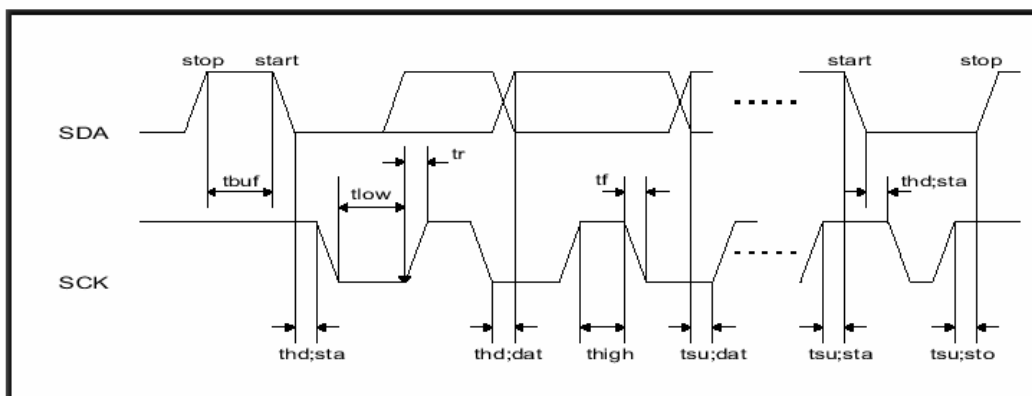 stop start start stop
SDA
tr
tbuf tlow tf thd;sta
SCK
thd;sta thd;dat thigh tsu;dat tsu;sta tsu;sto